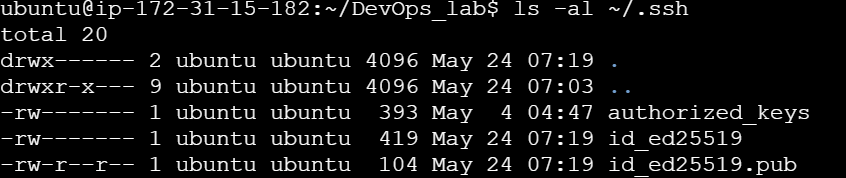 ubuntu@ip-172-31-15-182:~/DevOps_lab$ ls -al ~/.ssh
total 20
drwx------ 2 ubuntu ubuntu 4096 May 24 07:19 .
drwxr-x--- 9 ubuntu ubuntu 4096 May 24 07:03 ..
-rw------- 1 ubuntu ubuntu  393 May  4 04:47 authorized_keys
-rw------- 1 ubuntu ubuntu  419 May 24 07:19 id_ed25519
-rw-r--r-- 1 ubuntu ubuntu  104 May 24 07:19 id_ed25519.pub